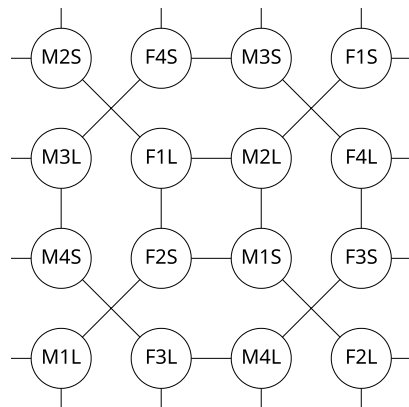 M2S F4S M3S F1S
M3L F1L M2L F4L
M4S F2S M1S F3S
M1L F3L M4L F2L